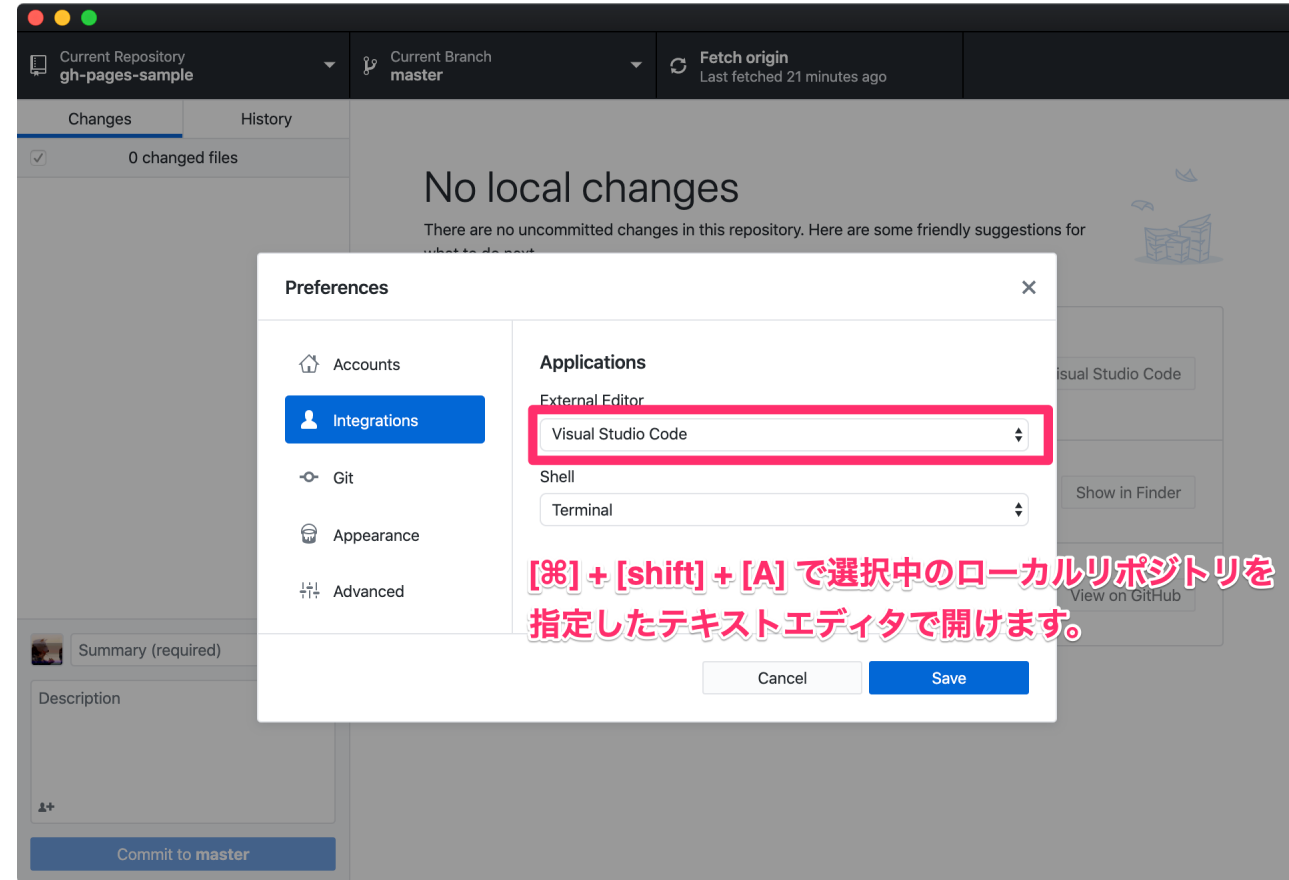 Current Repository
gh-pages-sample
Current Branch
master
Fetch origin
Last fetched 21 minutes ago
Changes
History
0 changed files
No local changes
There are no uncommitted changes in this repository. Here are some friendly suggestions for
what to do next.
Preferences
Accounts
Integrations
Git
Appearance
Advanced
Applications
External Editor
Visual Studio Code
Shell
Terminal
isual Studio Code
Show in Finder
View on GitHub
[⌘] + [shift] + [A] で選択中のローカルリポジトリを
指定したテキストエディタで開けます。
Cancel
Save
Summary (required)
Description
Commit to master